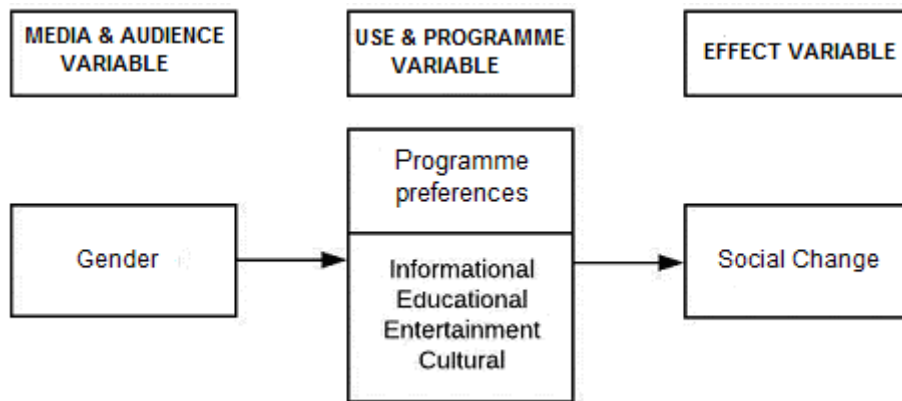 MEDIA & AUDIENCE
VARIABLE
USE & PROGRAMME
VARIABLE
EFFECT VARIABLE
Gender
Programme
preferences
Informational
Educational
Entertainment
Cultural
Social Change